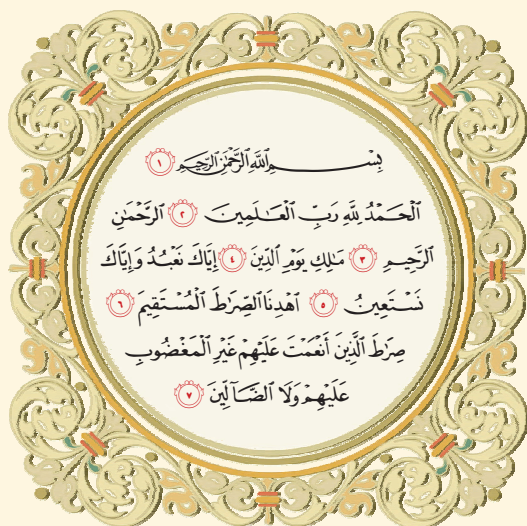 بِسْمِ ٱللَّهِ ٱلرَّحْمَٰنِ ٱلرَّحِيمِ ١
ٱلْحَمْدُ لِلَّهِ رَبِّ ٱلْعَٰلَمِينَ ٢ ٱلرَّحْمَٰنِ
ٱلرَّحِيمِ ٣ مَٰلِكِ يَوْمِ ٱلدِّينِ ٤ إِيَّاكَ نَعْبُدُ وَإِيَّاكَ
نَسْتَعِينُ ٥ ٱهْدِنَا ٱلصِّرَٰطَ ٱلْمُسْتَقِيمَ ٦
صِرَٰطَ ٱلَّذِينَ أَنْعَمْتَ عَلَيْهِمْ غَيْرِ ٱلْمَغْضُوبِ
عَلَيْهِمْ وَلَا ٱلضَّآلِّينَ ٧